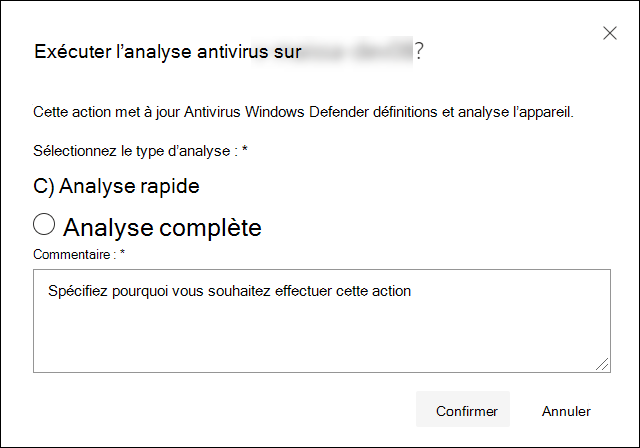 Exécuter l’analyse antivirus sur ?
Cette action met à jour Antivirus Windows Defender définitions et analyse l’appareil.
Sélectionnez le type d’analyse : *
C) Analyse rapide
Analyse complète
Commentaire : *
Spécifiez pourquoi vous souhaitez effectuer cette action
Confirmer Annuler